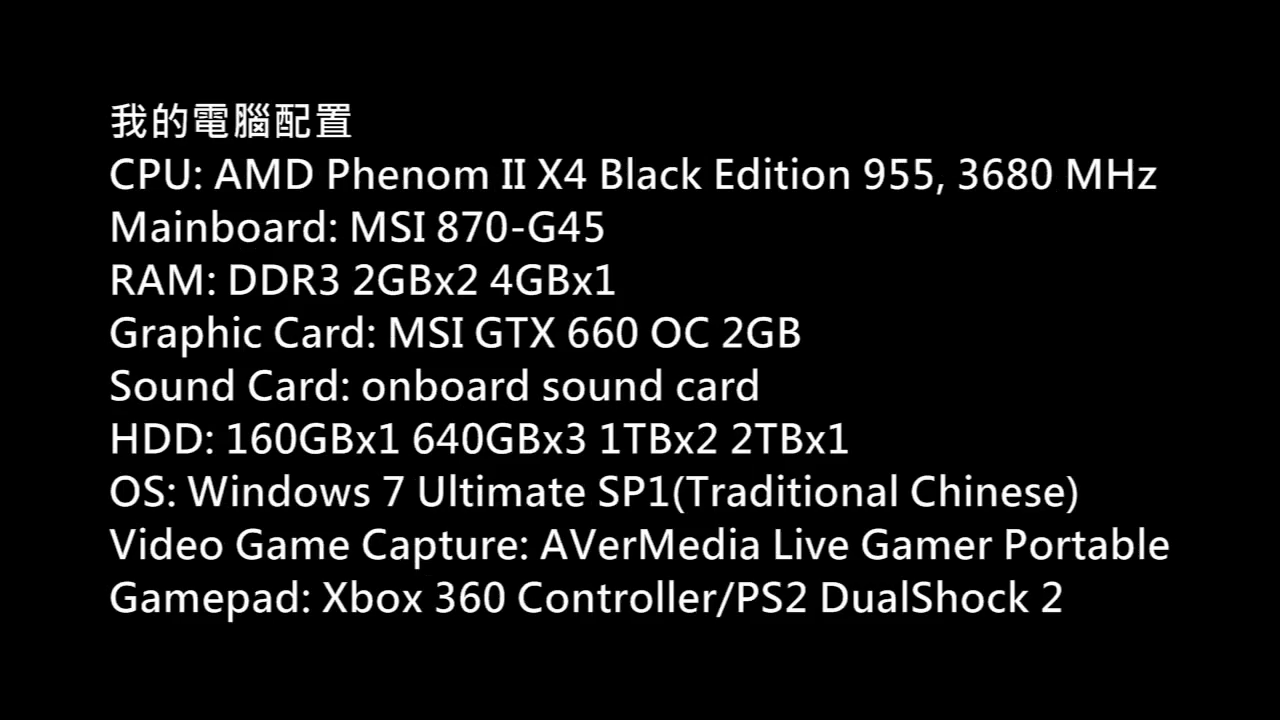 我的電腦配置
CPU: AMD Phenom II X4 Black Edition 955, 3680 MHz
Mainboard: MSI 870-G45
RAM: DDR3 2GBx2 4GBx1
Graphic Card: MSI GTX 660 OC 2GB
Sound Card: onboard sound card
HDD: 160GBx1 640GBx3 1TBx2 2TBx1
OS: Windows 7 Ultimate SP1(Traditional Chinese)
Video Game Capture: AVerMedia Live Gamer Portable
Gamepad: Xbox 360 Controller/PS2 DualShock 2